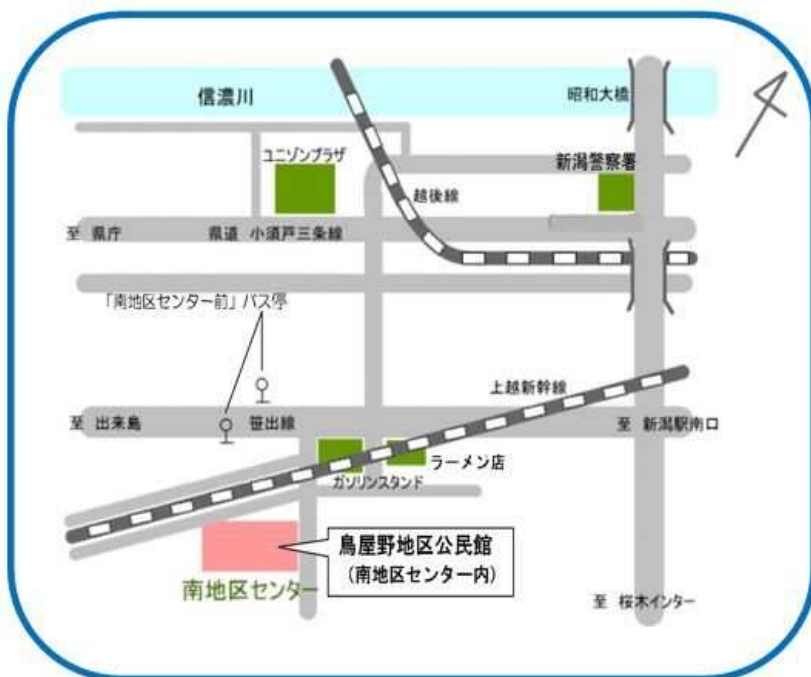 信濃川
昭和大橋
ユニゾンプラザ
新潟警察署
越後線
至 県庁
県道 小須戸三条線
「南地区センター前」バス停
上越新幹線
至 出来島
笹出線
至 新潟駅南口
ラーメン店
ガソリンスタンド
鳥屋野地区公民館
（南地区センター内）
南地区センター
至 桜木インター